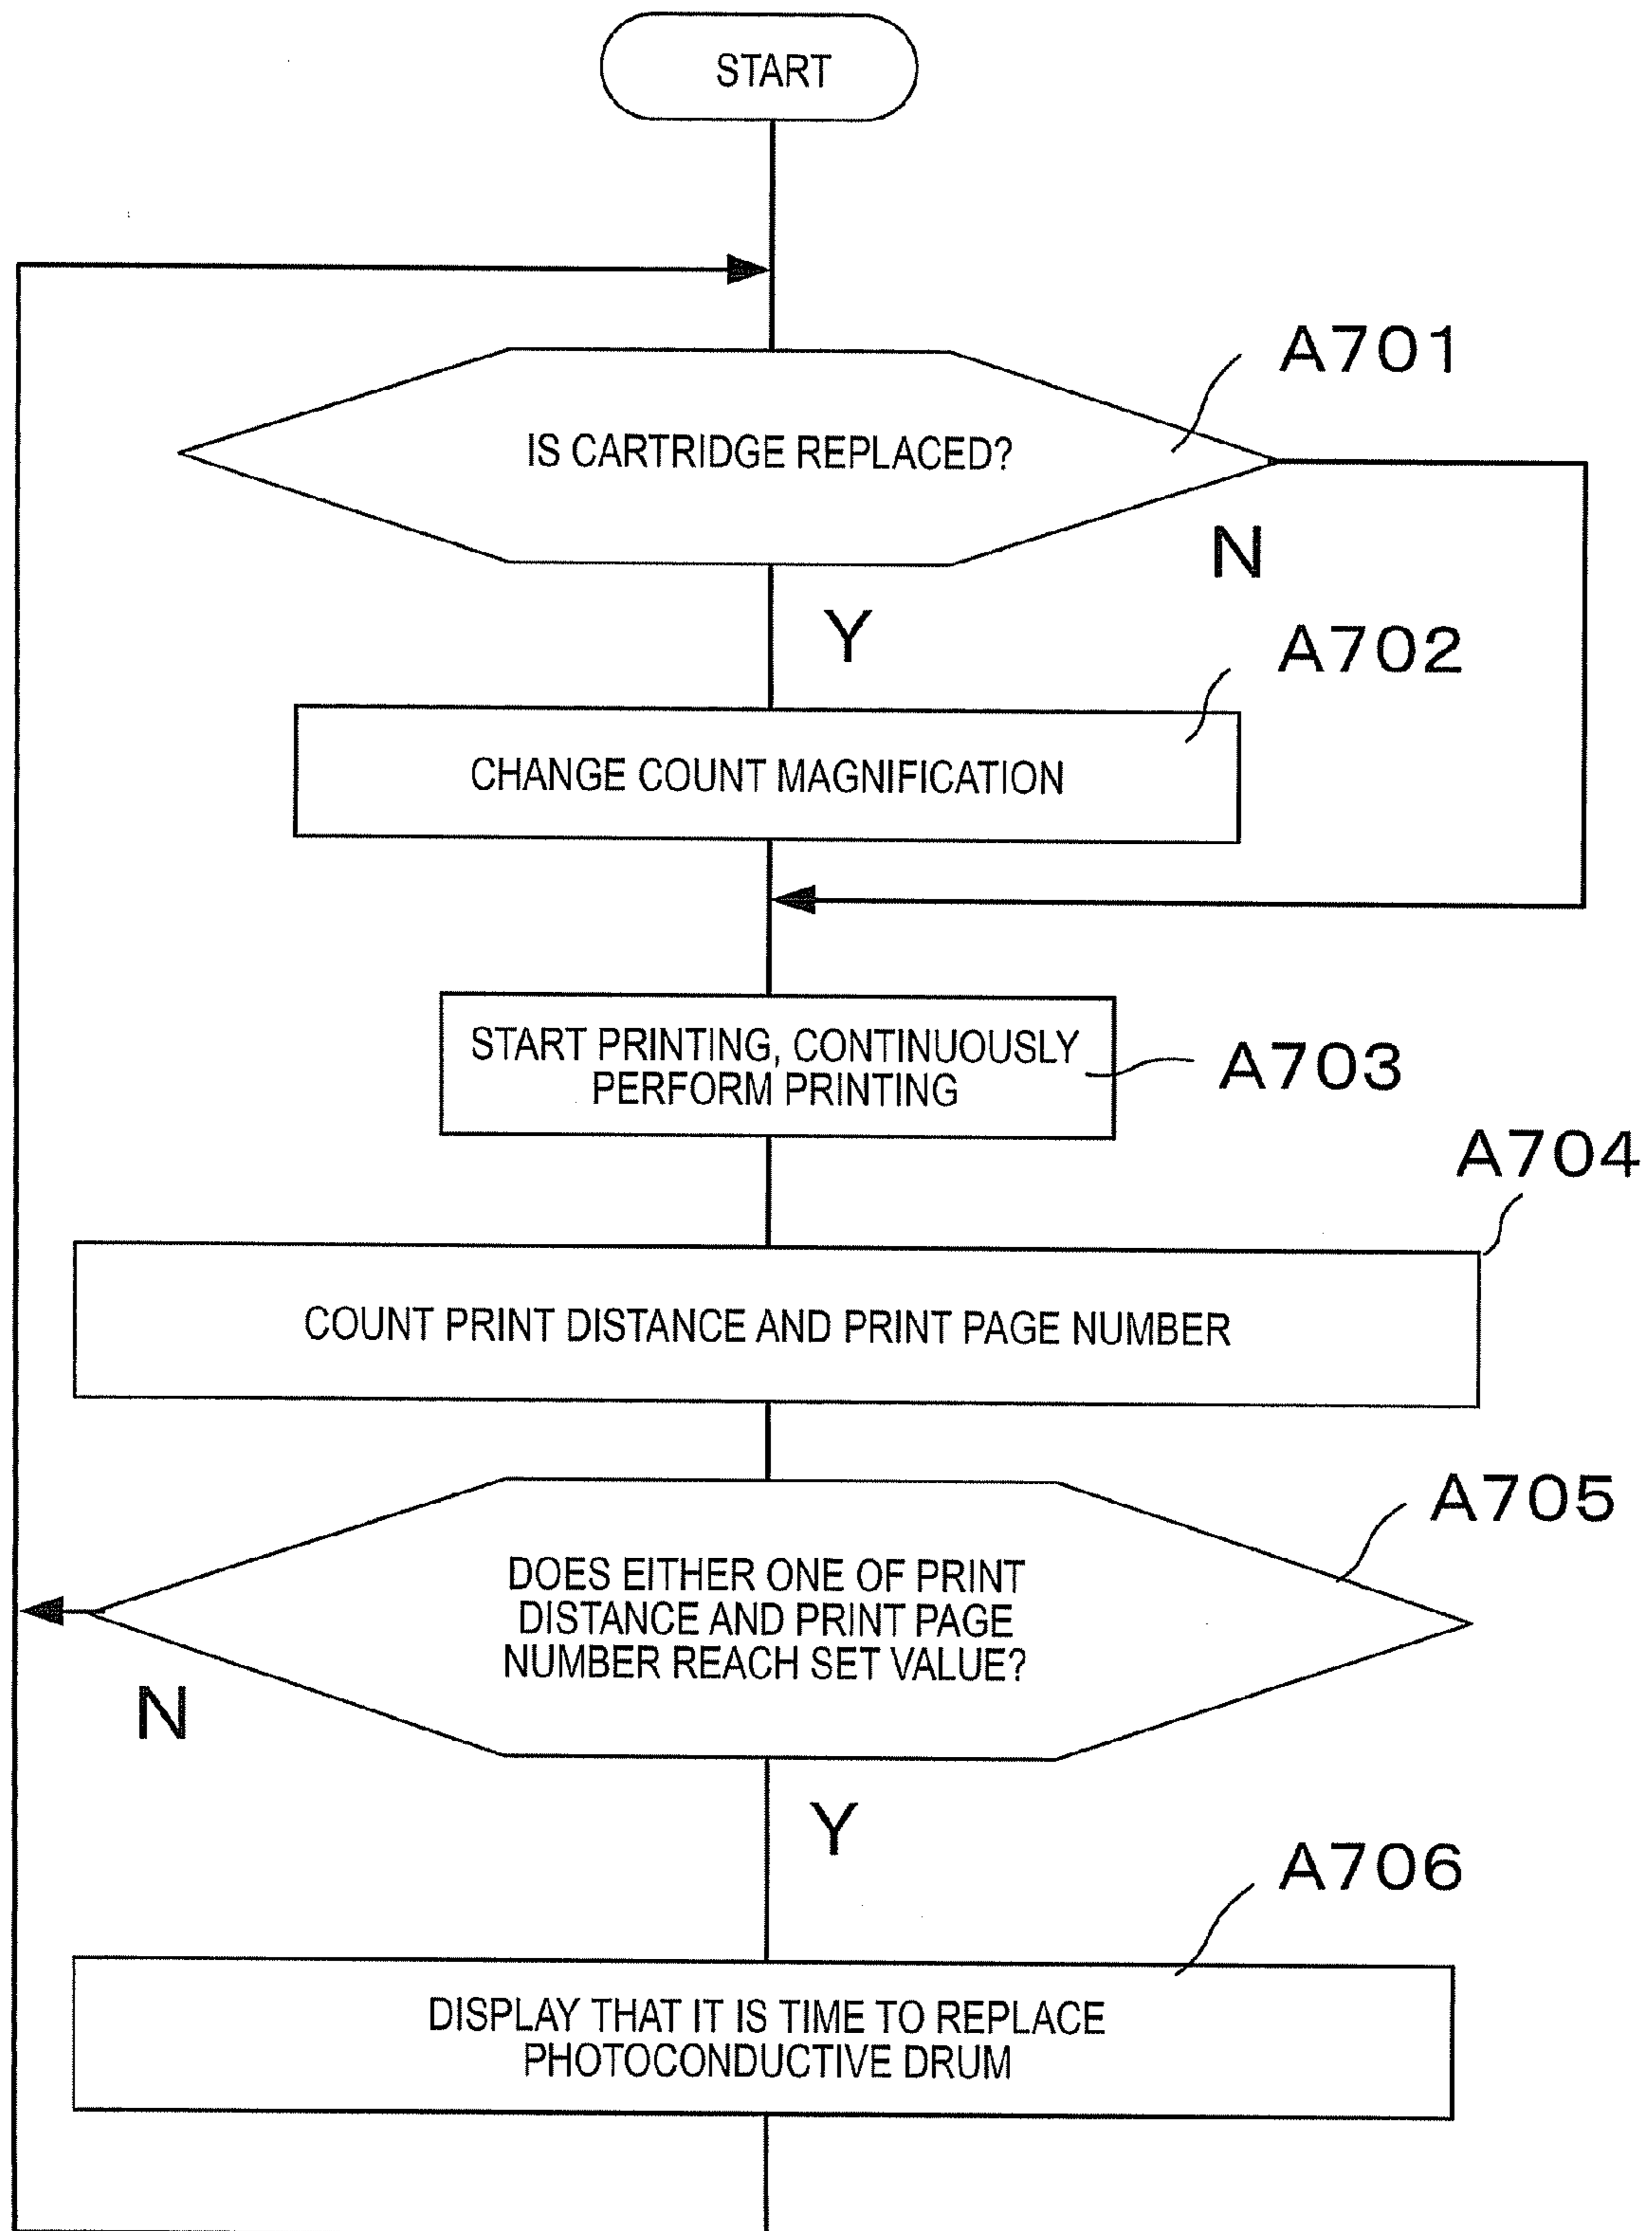 START
A701
IS CARTRIDGE REPLACED?
N
Y
A702
CHANGE COUNT MAGNIFICATION
START PRINTING, CONTINUOUSLY
PERFORM PRINTING
A703
A704
COUNT PRINT DISTANCE AND PRINT PAGE NUMBER
A705
DOES EITHER ONE OF PRINT
DISTANCE AND PRINT PAGE
NUMBER REACH SET VALUE?
N
Y
A706
DISPLAY THAT IT IS TIME TO REPLACE
PHOTOCONDUCTIVE DRUM